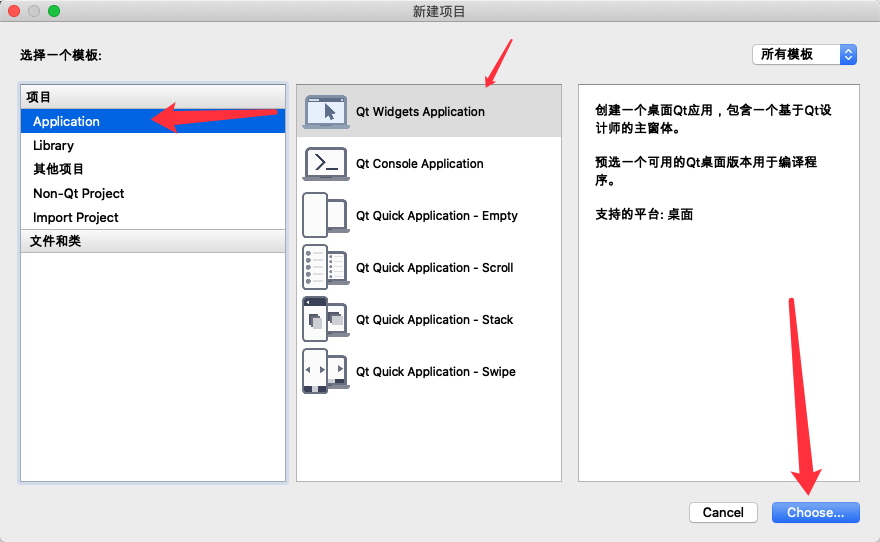 新建项目
选择一个模板:
所有模板
项目
Application
Library
其他项目
Non-Qt Project
Import Project
文件和类
Qt Widgets Application
Qt Console Application
Qt Quick Application - Empty
Qt Quick Application - Scroll
Qt Quick Application - Stack
Qt Quick Application - Swipe
创建一个桌面Qt应用，包含一个基于Qt设
计师的主窗体。
预选一个可用的Qt桌面版本用于编译程
序。
支持的平台: 桌面
Cancel
Choose...